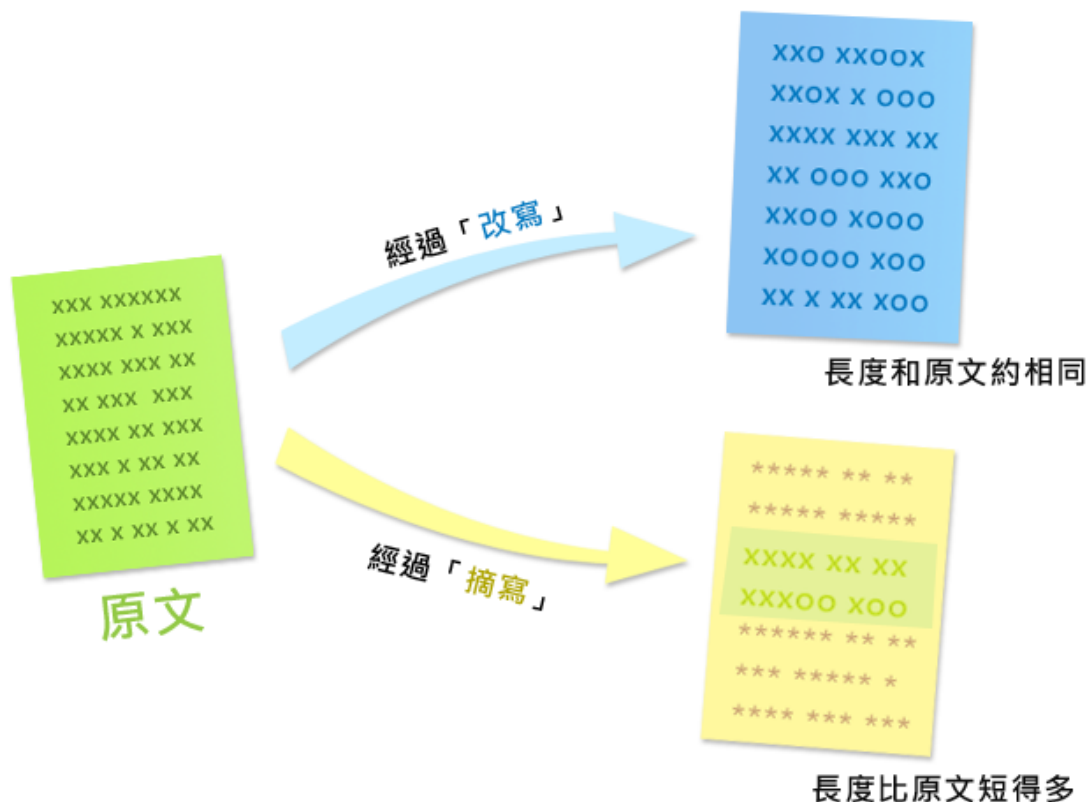 XXX XXXXXX
XXXXX X XXX
XXXX XXX XX
XX XXX XXX
XXXX XX XXX
XXX X XX XX
XXXXX XXXX
XX X XX X XX
原文
經過「改寫」
XXO XXOOX
XXOX X OOO
XXXX XXX XX
XX OOO XXO
XXOO XOOO
XOOOO XOO
XX X XX XOO
長度和原文約相同
經過「摘寫」
***** ** **
***** *****
XXXX XX XX
XXXOO XOO
****** ** **
*** ***** *
**** *** ***
長度比原文短得多